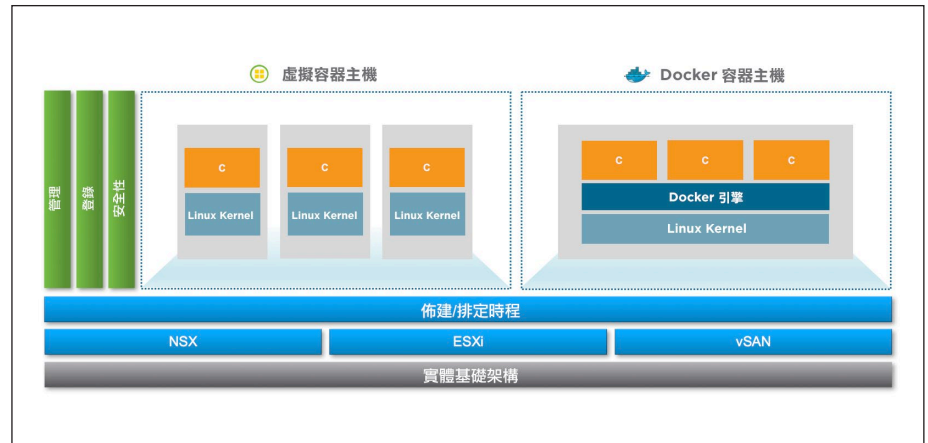 虛擬容器主機
Docker 容器主機
管理
登錄
安全性
C
C
C
Linux Kernel
Linux Kernel
Linux Kernel
C
C
C
Docker 引擎
Linux Kernel
佈建/排定時程
NSX
ESXi
vSAN
實體基礎架構